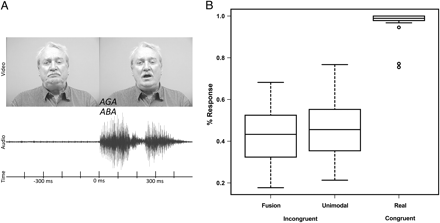 A
Video
AGA
ABA
Audio
Time
-300 ms
0 ms
300 ms
B
% Response
1.0
0.8
0.6
0.4
0.2
Fusion
Unimodal
Real
Incongruent
Congruent